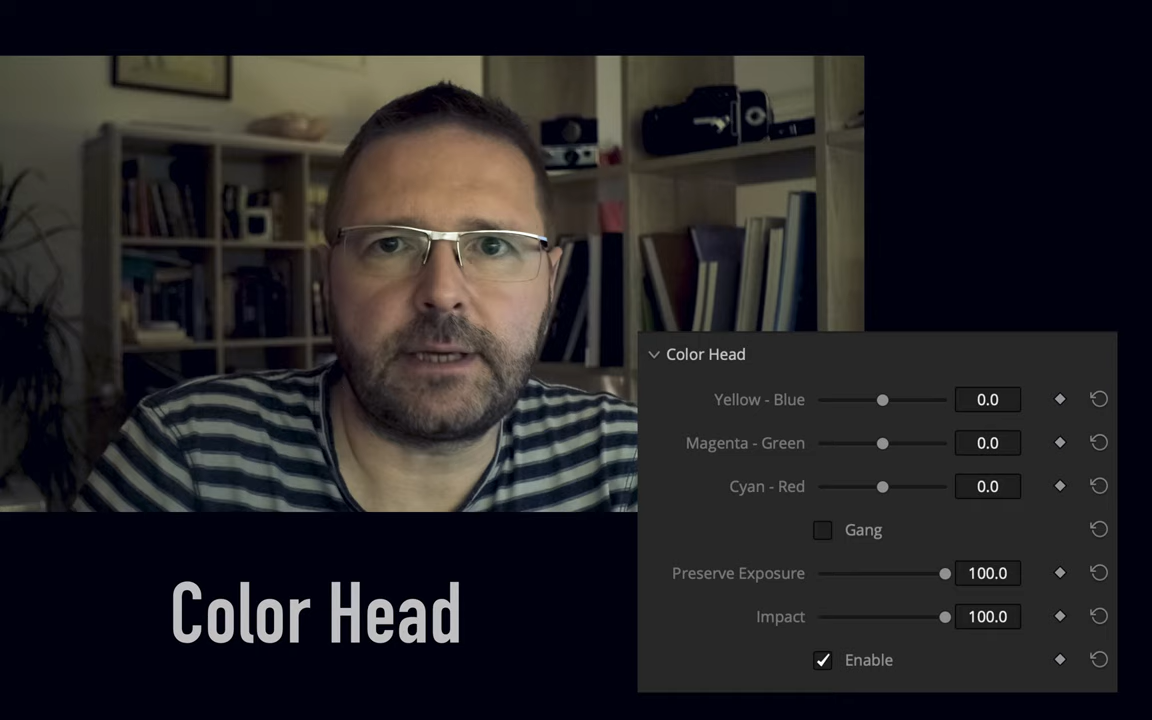 Color Head
Yellow - Blue 0.0
Magenta - Green 0.0
Cyan - Red 0.0
Gang
Preserve Exposure 100.0
Impact 100.0
Enable
Color Head